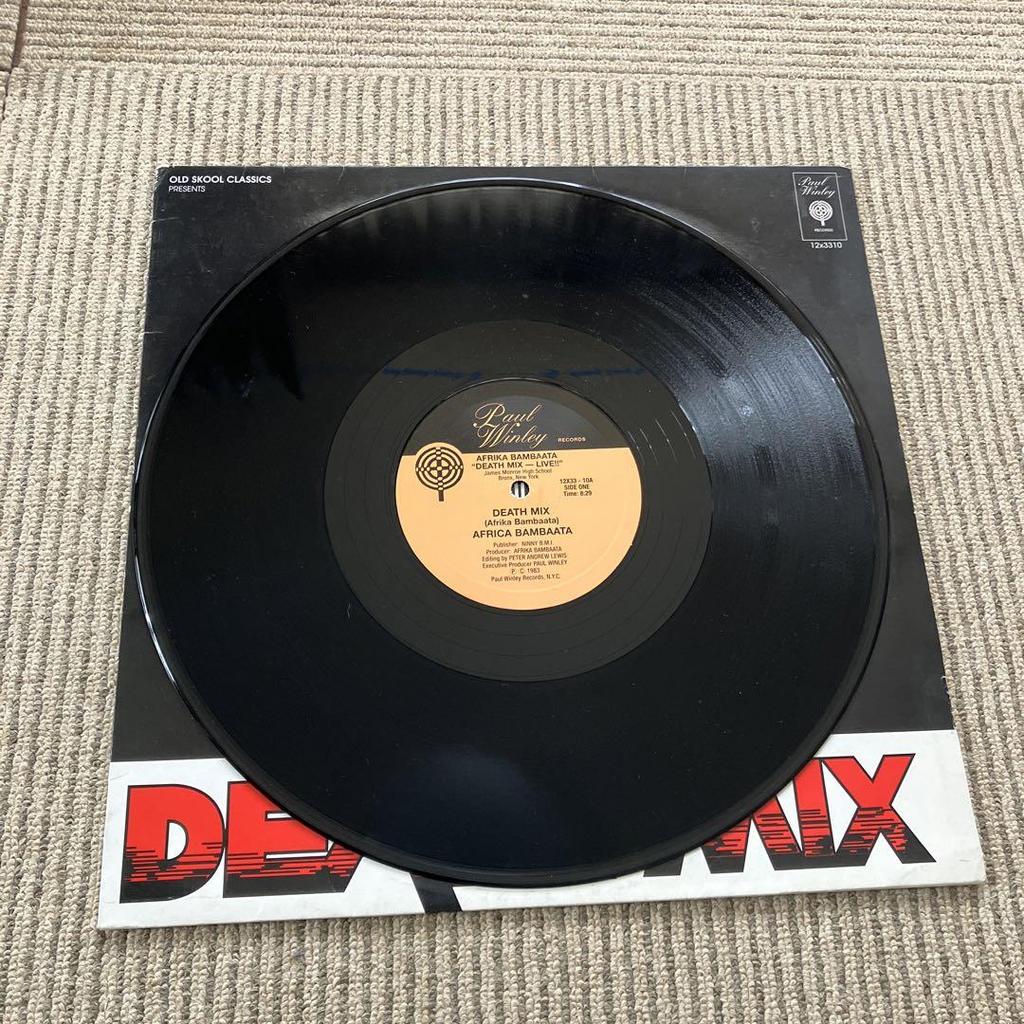 OLD SKOOL CLASSICS
PRESENTS
Paul
Winley
RECORDS
12x3310
Paul
Winley RECORDS
AFRIKA BAMBAATA
"DEATH MIX — LIVE!!"
James Monroe High School
Bronx, New York
12X33 - 10A
SIDE ONE
Time: 8:29
DEATH MIX
(Afrika Bambaata)
AFRICA BAMBAATA
Publisher: NINNY B.M.I.
Producer: AFRIKA BAMBAATA
Editing by PETER ANDREW LEWIS
Executive Producer PAUL WINLEY
P. C. 1983
Paul Winley Records, N.Y.C.
DEA MIX